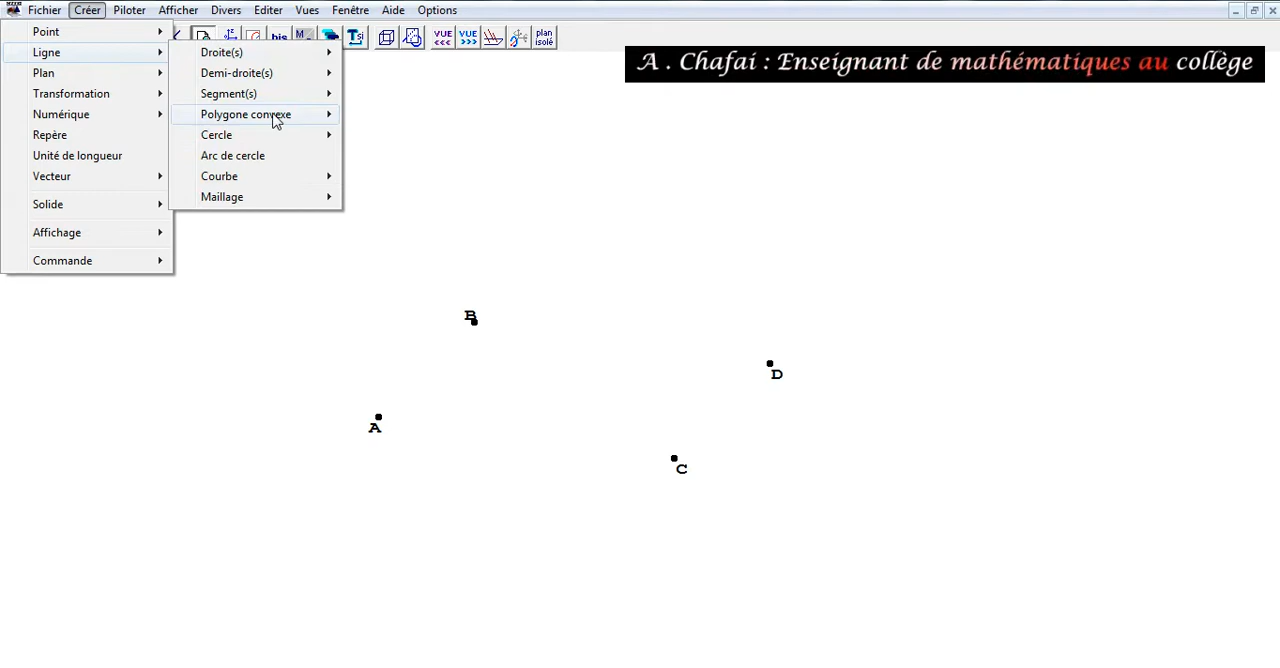 Fichier Créer Piloter Afficher Divers Editer Vues Fenêtre Aide Options
bis VUE <<< VUE >>> plan isolé
A . Chafai : Enseignant de mathématiques au collège
Point
Ligne
Plan
Transformation
Numérique
Repère
Unité de longueur
Vecteur
Solide
Affichage
Commande
Droite(s)
Demi-droite(s)
Segment(s)
Polygone convexe
Cercle
Arc de cercle
Courbe
Maillage
B
D
A
C